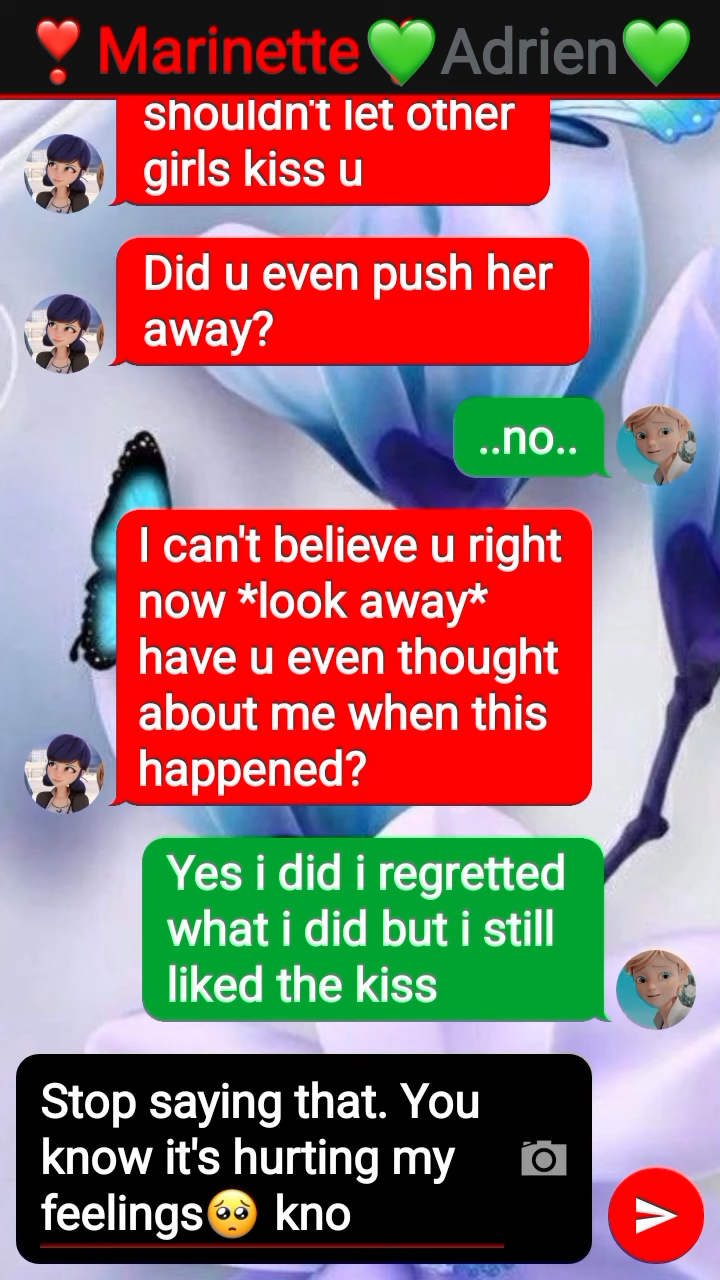 ❣️Marinette💚Adrien💚
shouldn't let other
girls kiss u
Did u even push her
away?
..no..
I can't believe u right
now *look away*
have u even thought
about me when this
happened?
Yes i did i regretted
what i did but i still
liked the kiss
Stop saying that. You
know it's hurting my
feelings🥺 kno